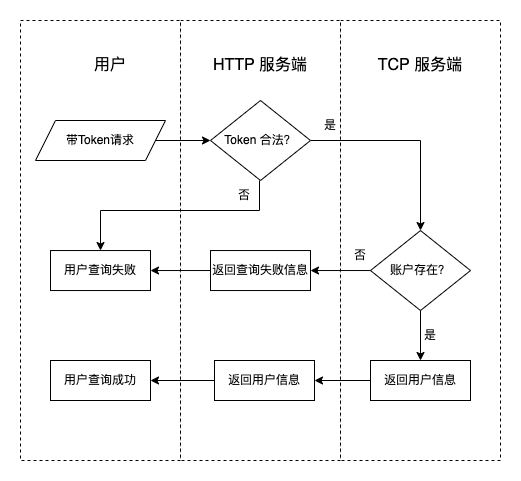 用户
HTTP 服务端
TCP 服务端
带Token请求
Token 合法?
是
否
用户查询失败
返回查询失败信息
否
账户存在?
是
用户查询成功
返回用户信息
返回用户信息